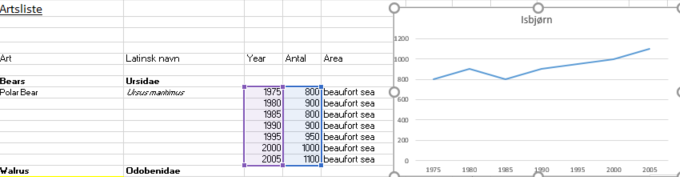 Artsliste
Art Latinsk navn Year Antal Area
Bears Ursidae
Polar Bear Ursus maritimus 1975 800 beaufort sea
1980 900 beaufort sea
1985 800 beaufort sea
1990 900 beaufort sea
1995 950 beaufort sea
2000 1000 beaufort sea
2005 1100 beaufort sea
Walrus Odobenidae
Isbjørn
1200
1000
800
600
400
200
0
1975 1980 1985 1990 1995 2000 2005